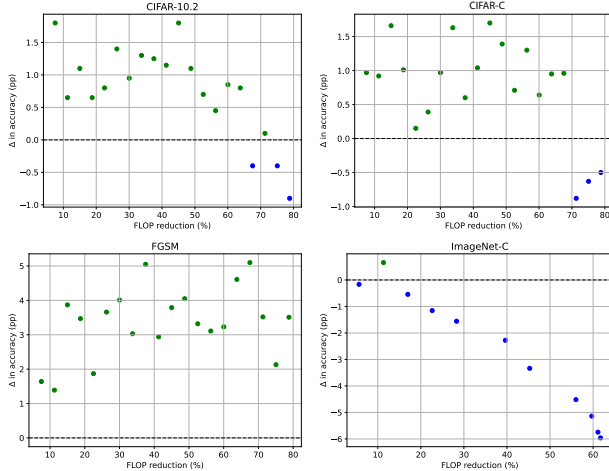 CIFAR-10.2
Δ in accuracy (pp)
1.5
1.0
0.5
0.0
−0.5
−1.0
10 20 30 40 50 60 70 80
FLOP reduction (%)
CIFAR-C
Δ in accuracy (pp)
1.5
1.0
0.5
0.0
−0.5
−1.0
10 20 30 40 50 60 70 80
FLOP reduction (%)
FGSM
Δ in accuracy (pp)
5
4
3
2
1
0
10 20 30 40 50 60 70 80
FLOP reduction (%)
ImageNet-C
Δ in accuracy (pp)
0
−1
−2
−3
−4
−5
−6
10 20 30 40 50 60
FLOP reduction (%)